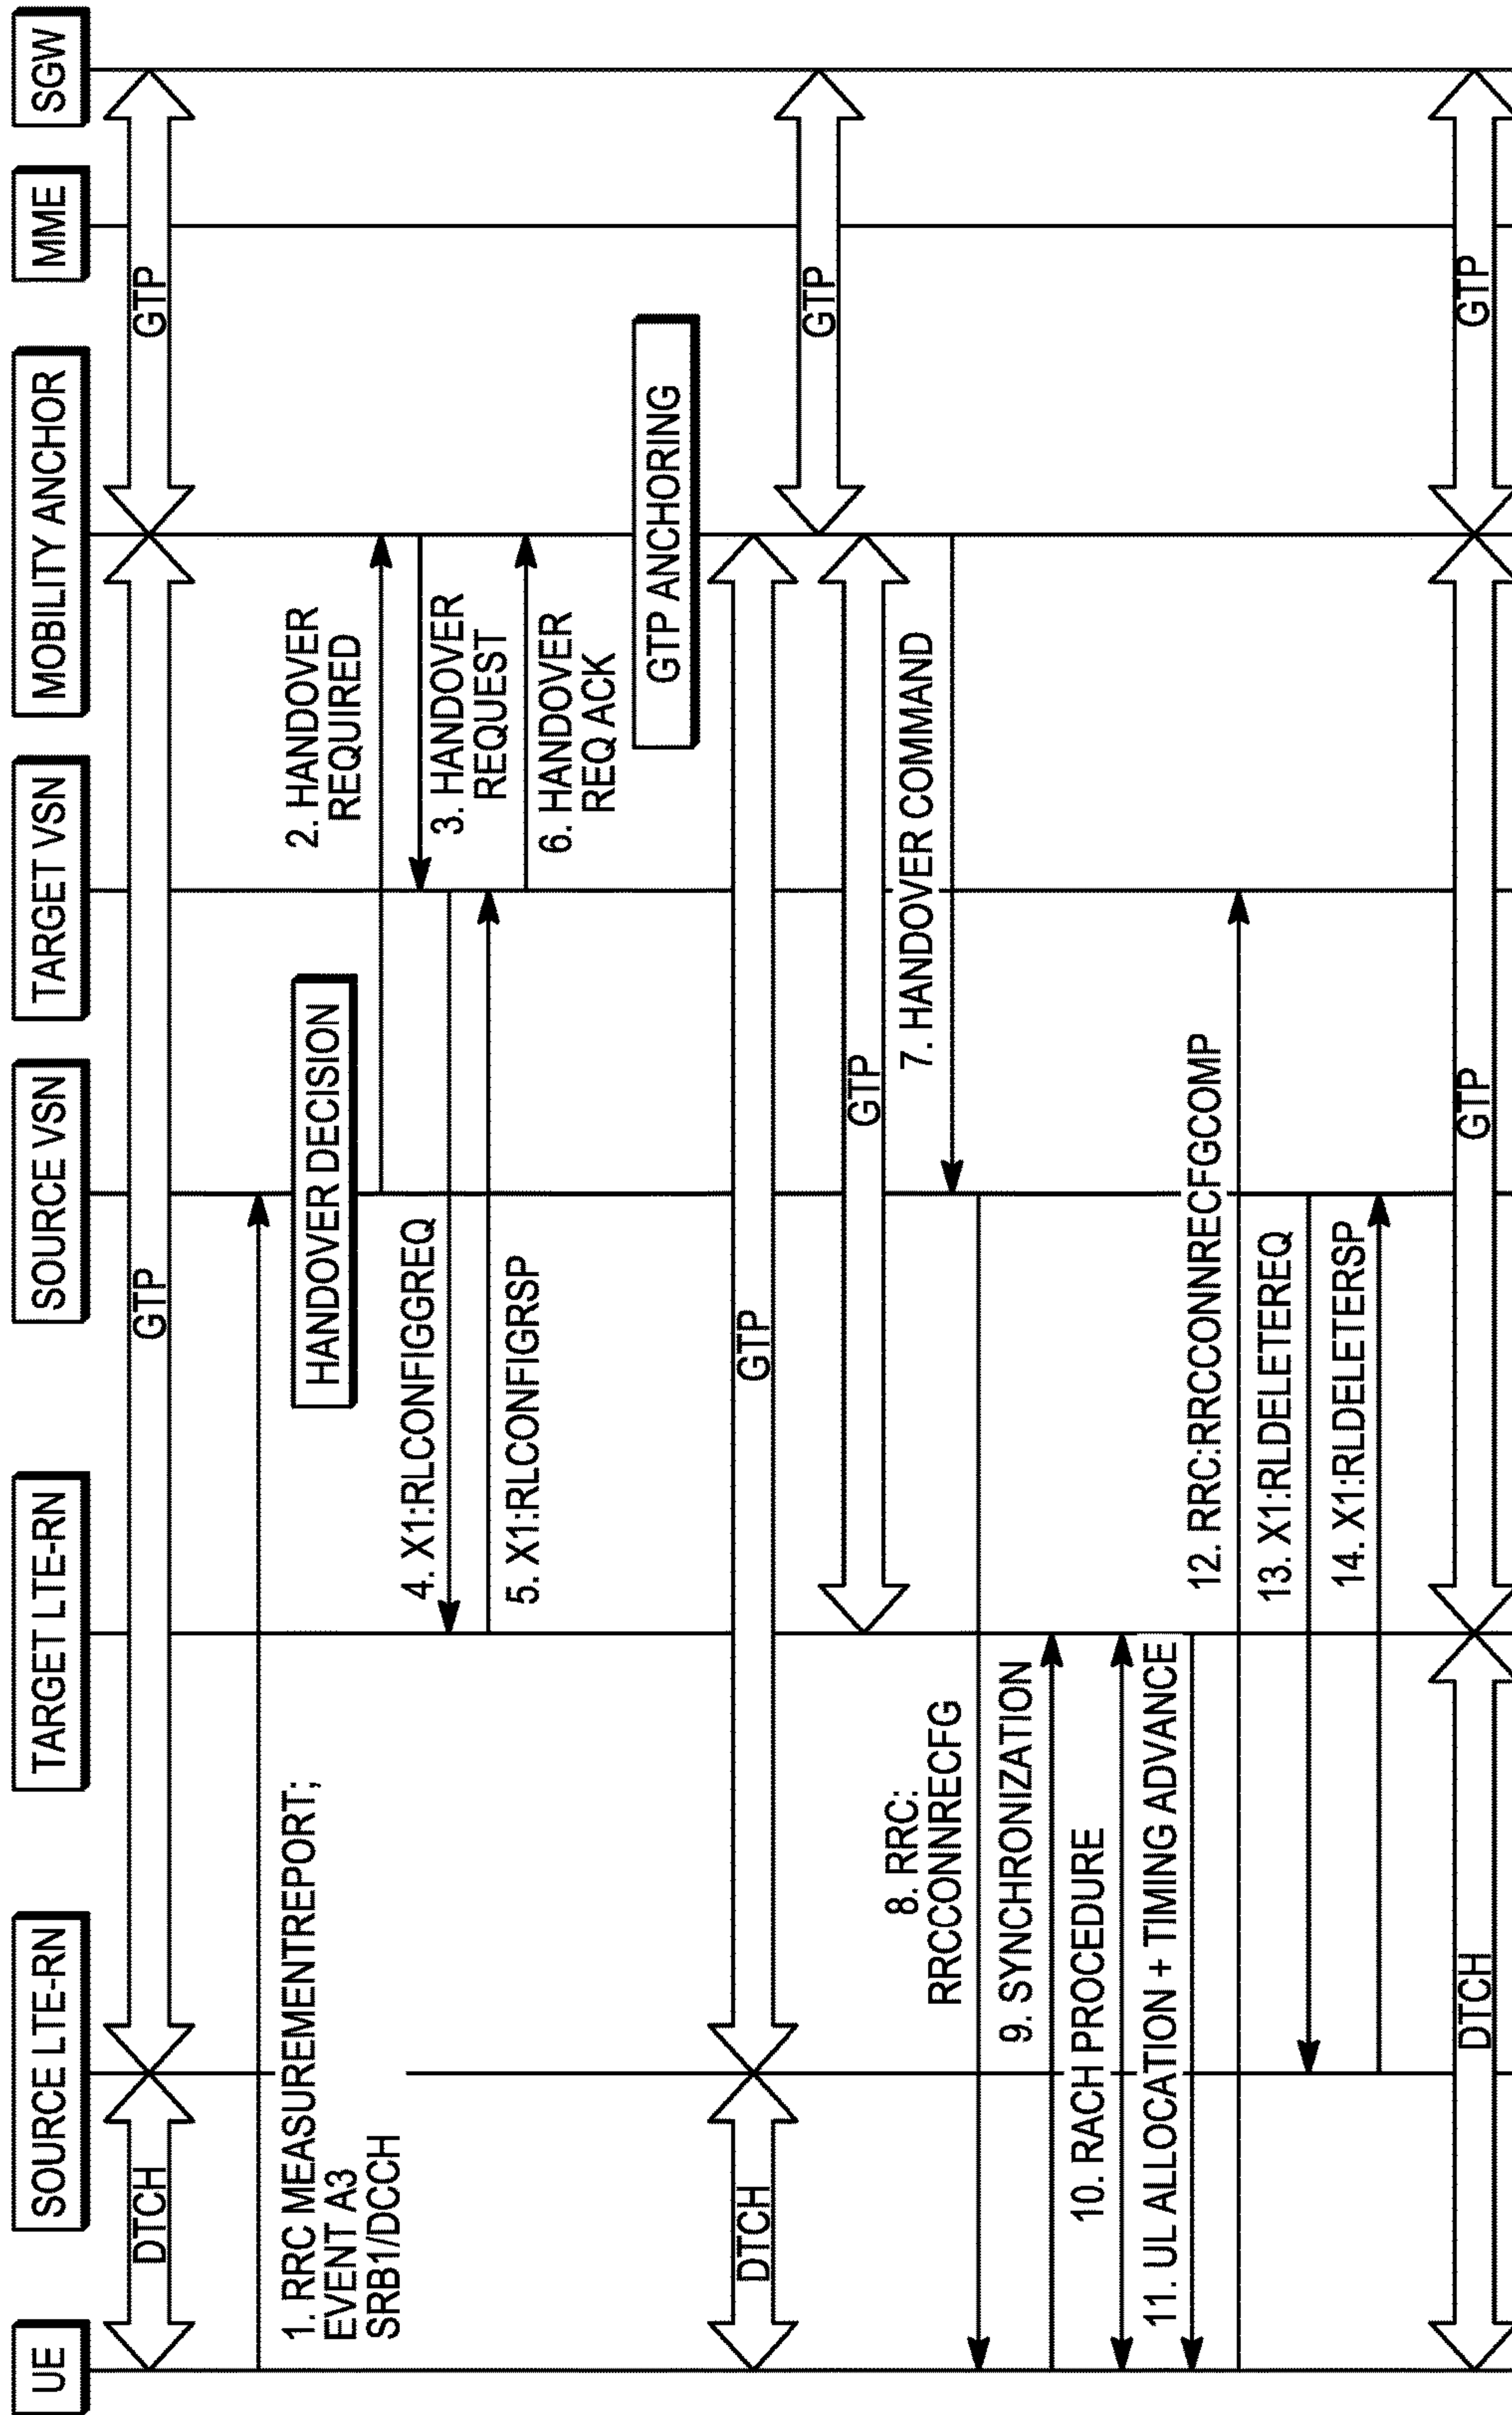 UE
SOURCE LTE-RN
TARGET LTE-RN
SOURCE VSN
TARGET VSN
MOBILITY ANCHOR
MME
SGW
DTCH
GTP
GTP
1. RRC MEASUREMENTREPORT;
EVENT A3
SRB1/DCCH
HANDOVER DECISION
2. HANDOVER
REQUIRED
3. HANDOVER
REQUEST
4. X1:RLCONFIGGREQ
5. X1:RLCONFIGRSP
6. HANDOVER
REQ ACK
GTP ANCHORING
DTCH
GTP
GTP
GTP
7. HANDOVER COMMAND
8. RRC:
RRCCONNRECFG
9. SYNCHRONIZATION
10. RACH PROCEDURE
11. UL ALLOCATION + TIMING ADVANCE
12. RRC:RRCCONNRECFGCOMP
13. X1:RLDELETEREQ
14. X1:RLDELETERSP
DTCH
GTP
GTP